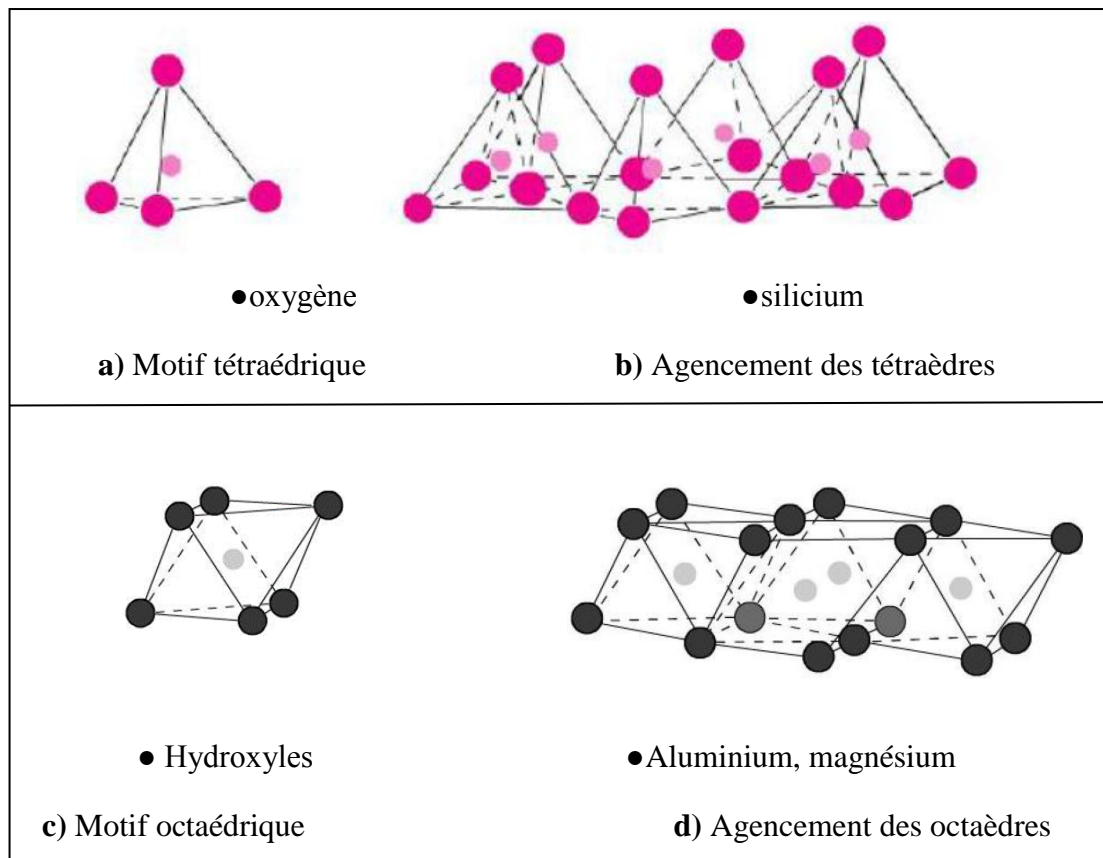 ●oxygène ●silicium
a) Motif tétraédrique b) Agencement des tétraèdres
● Hydroxyles ●Aluminium, magnésium
c) Motif octaédrique d) Agencement des octaèdres